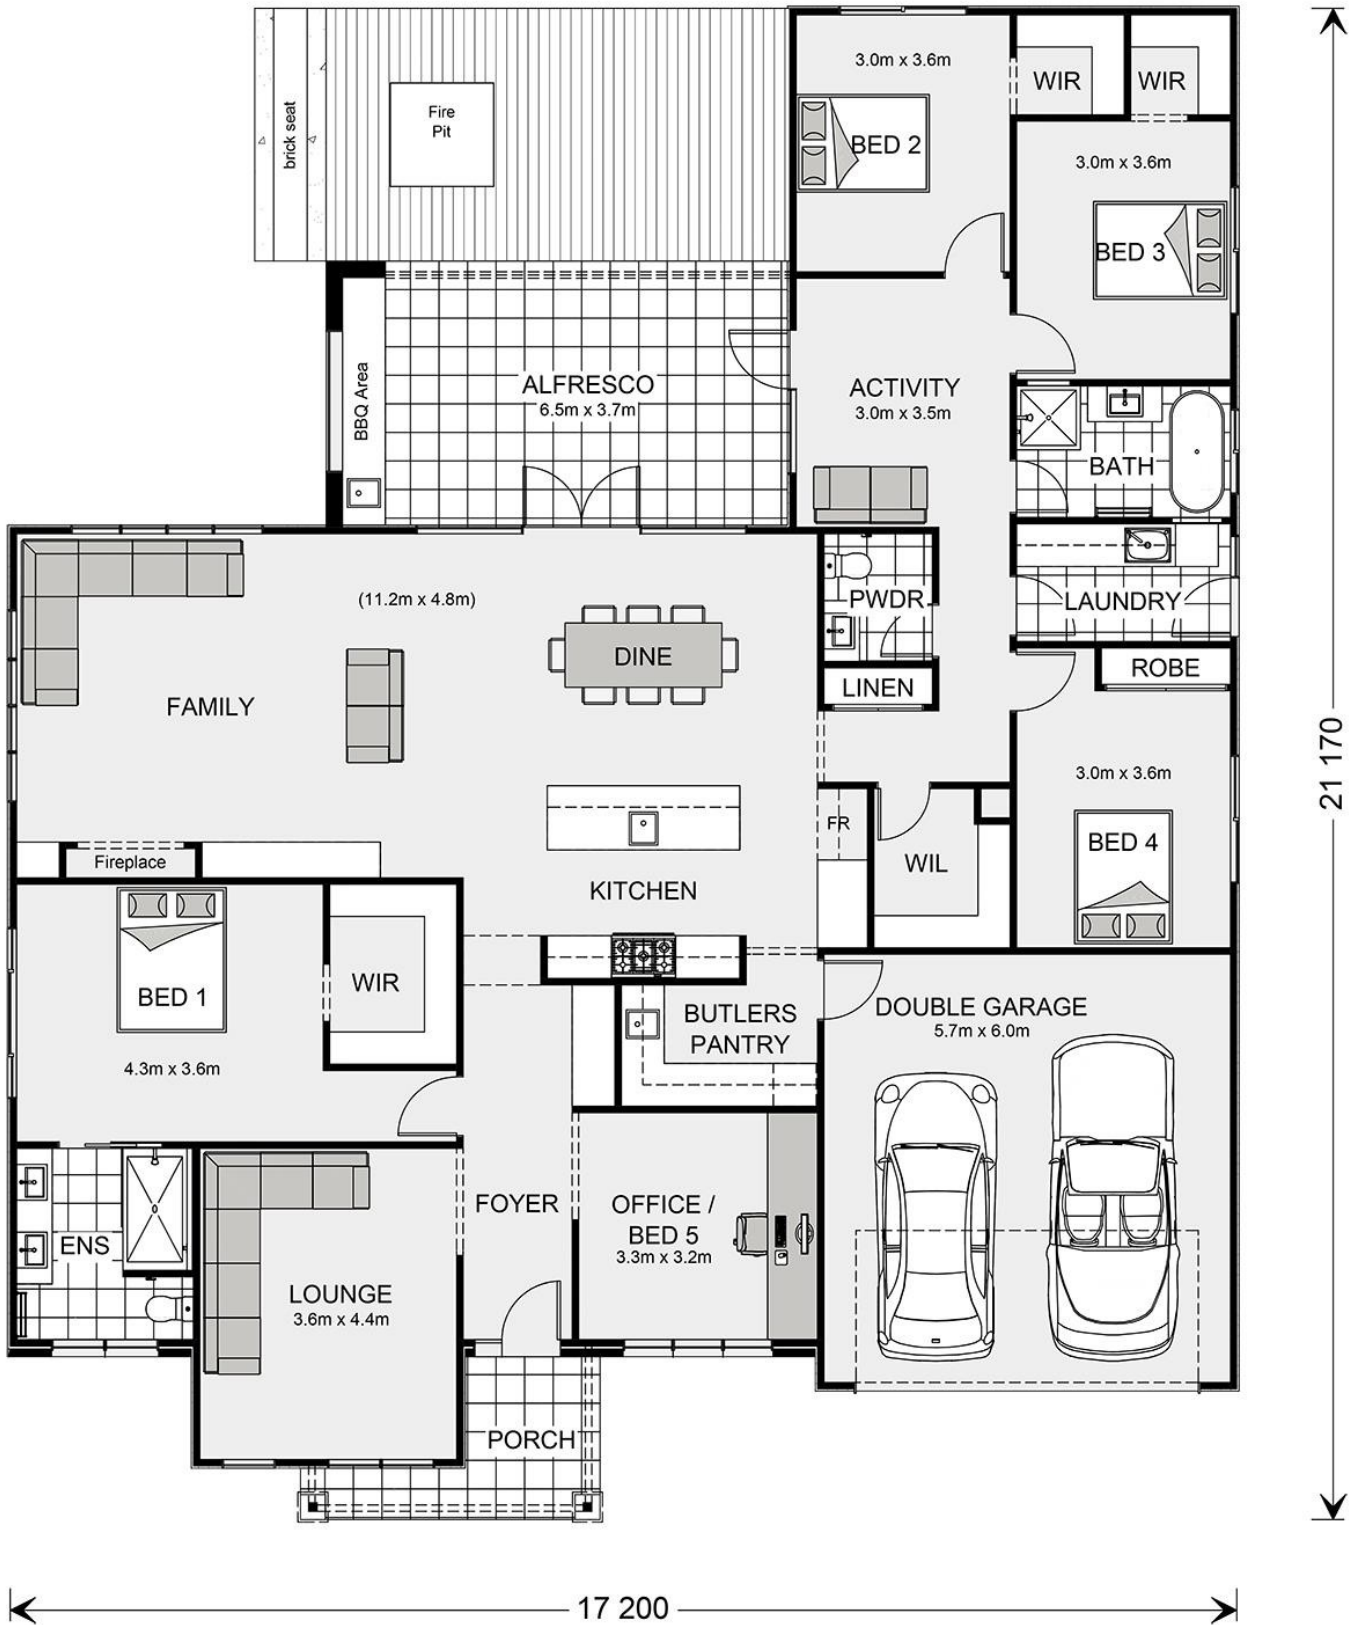 3.0m x 3.6m
WIR
WIR
Fire
Pit
brick seat
BED 2
3.0m x 3.6m
BED 3
BBQ Area
ALFRESCO
6.5m x 3.7m
ACTIVITY
3.0m x 3.5m
BATH
(11.2m x 4.8m)
PWDR
LAUNDRY
DINE
LINEN
ROBE
FAMILY
21 170
3.0m x 3.6m
FR
BED 4
Fireplace
WIL
KITCHEN
WIR
BED 1
4.3m x 3.6m
BUTLERS
PANTRY
DOUBLE GARAGE
5.7m x 6.0m
FOYER
OFFICE /
BED 5
3.3m x 3.2m
ENS
LOUNGE
3.6m x 4.4m
PORCH
17 200